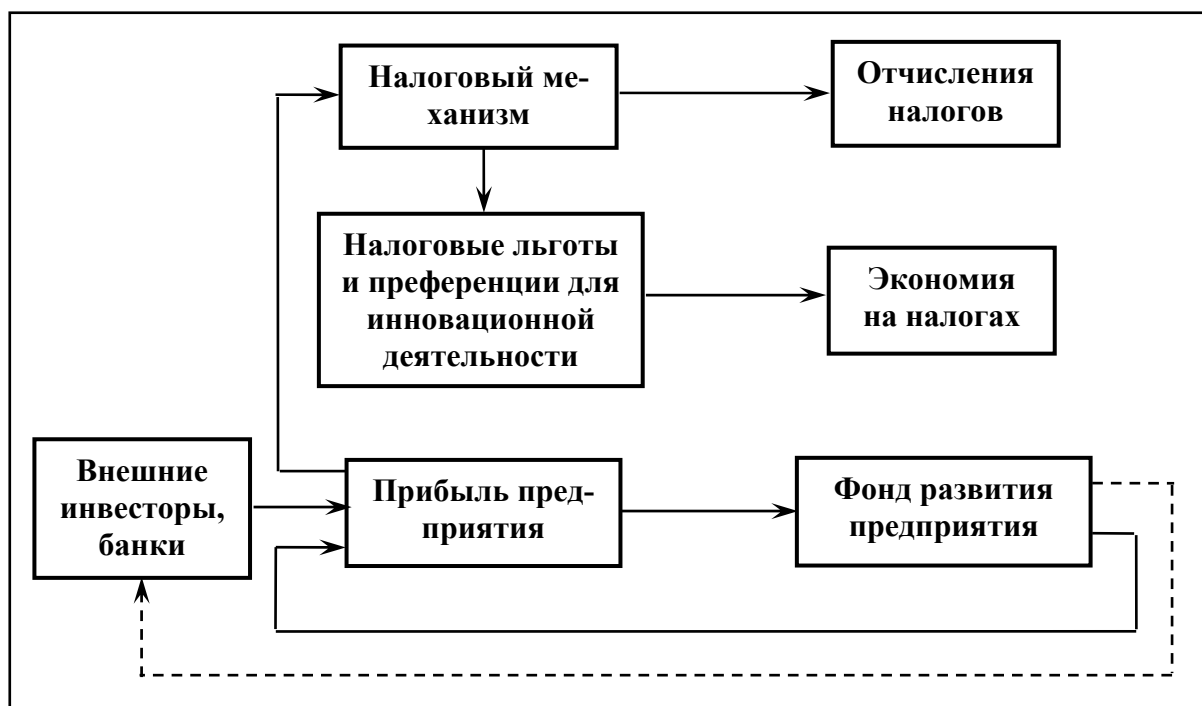 Налоговый ме-
ханизм
Отчисления
налогов
Налоговые льготы
и преференции для
инновационной
деятельности
Экономия
на налогах
Внешние
инвесторы,
банки
Прибыль пред-
приятия
Фонд развития
предприятия